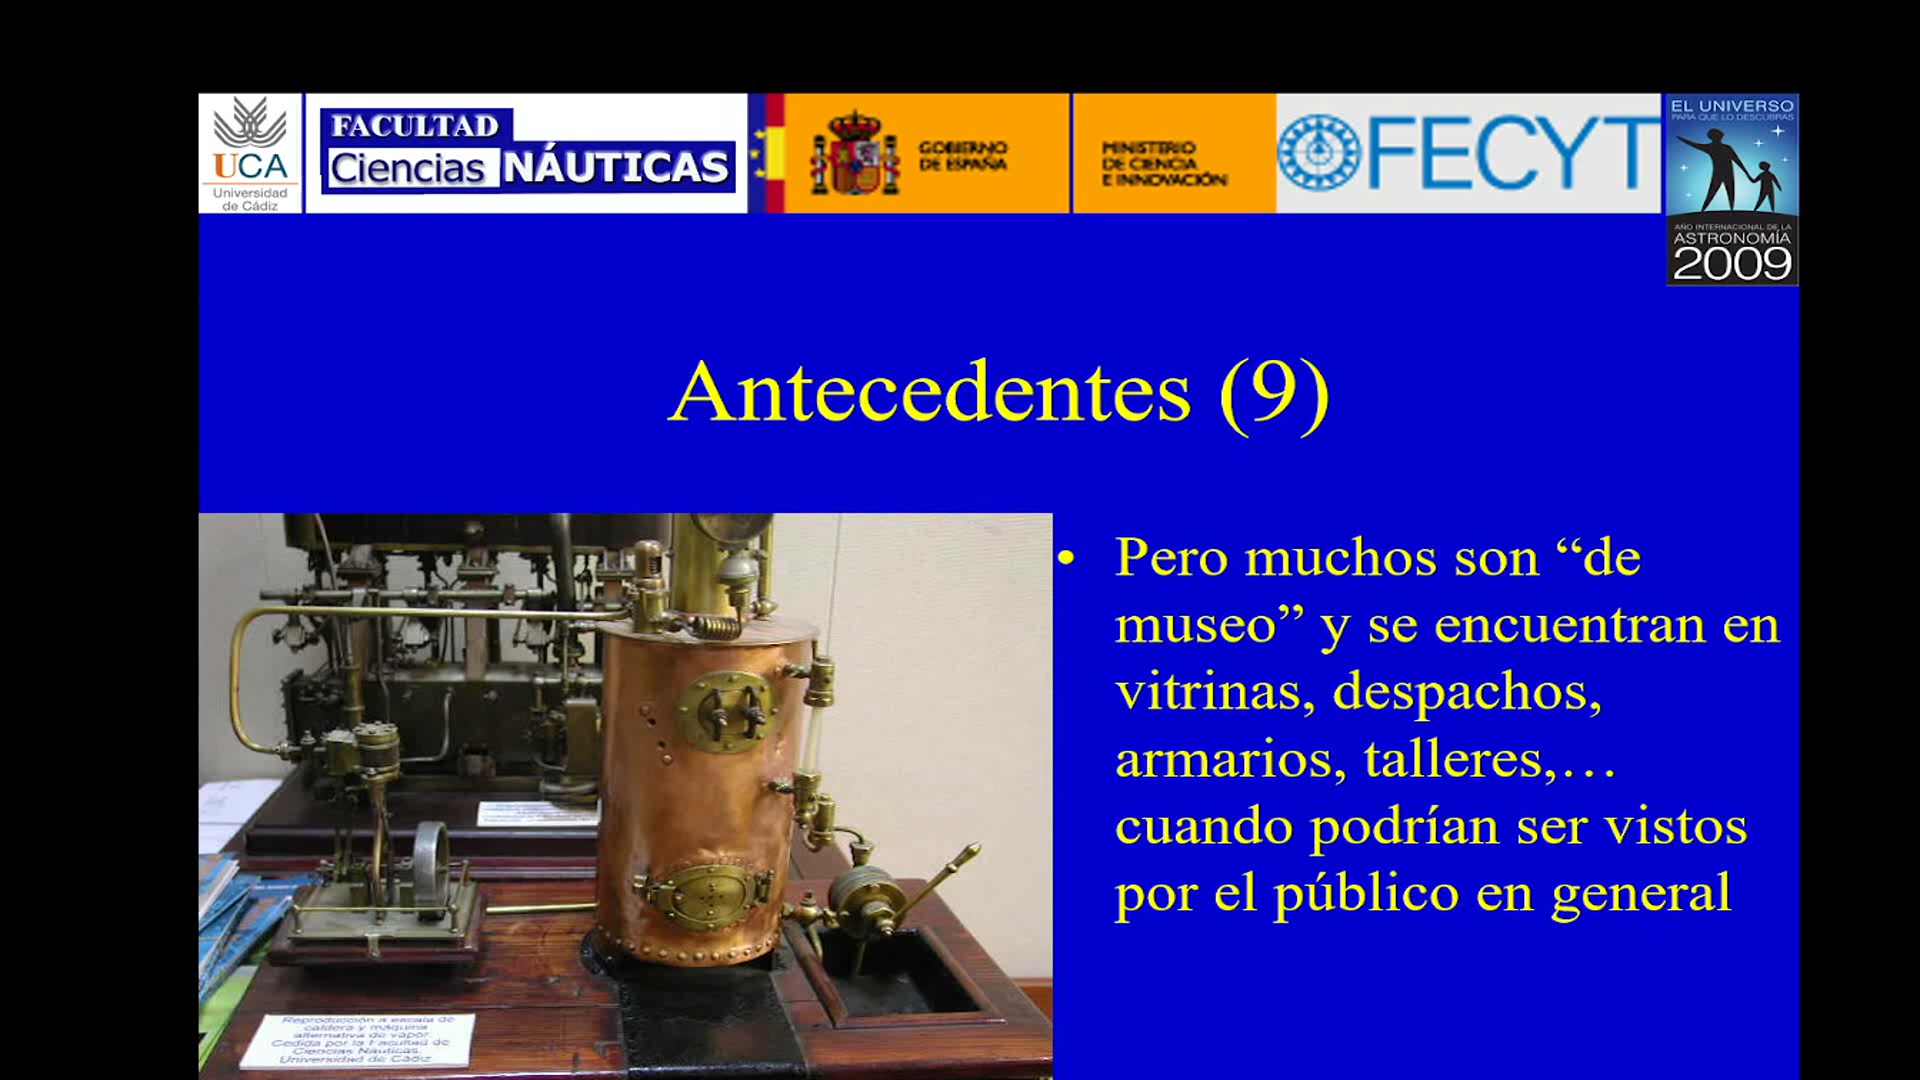 UCA
Universidad
de Cádiz
FACULTAD
Ciencias NÁUTICAS
GOBIERNO
DE ESPAÑA
MINISTERIO
DE CIENCIA
E INNOVACIÓN
FECYT
EL UNIVERSO
PARA QUE LO DESCUBRAS
AÑO INTERNACIONAL DE LA
ASTRONOMÍA
2009
Antecedentes (9)
• Pero muchos son “de
museo” y se encuentran en
vitrinas, despachos,
armarios, talleres,…
cuando podrían ser vistos
por el público en general
Reproducción a escala de
caldera y máquina
alternativa de vapor.
Cedida por la Facultad de
Ciencias Náuticas.
Universidad de Cádiz